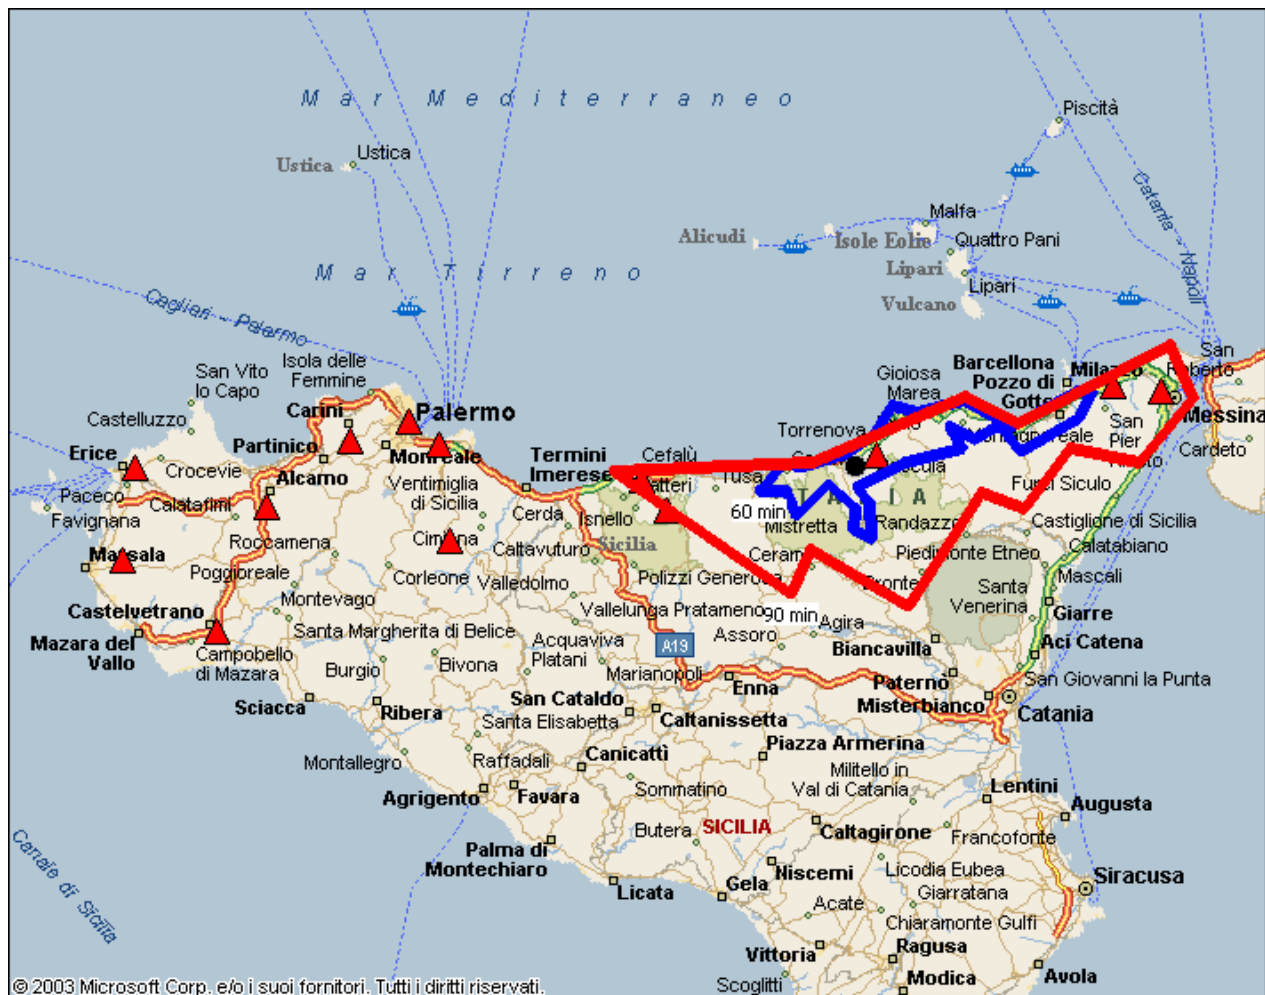 Mar Mediterraneo
Piscità
Ustica
Ustica
Catania - Napoli
Malfa
Alicudi
Isole Eolie
Quattro Pani
Mar Tirreno
Lipari
Lipari
Vulcano
Cagliari - Palermo
San Vito
lo Capo
Isola delle
Femmine
Barcellona
Pozzo di
Gotto
Milazzo
San
Roberto
Gioiosa
Marea
Castelluzzo
Carini
Palermo
Messina
Partinico
Monreale
Torrenova
San
Pier
Cardeto
Erice
Crocevie
Termini
Imerese
Cefalù
Tusa
Alcamo
Paceco
Calatafimi
Ventimiglia
di Sicilia
Furci Siculo
Favignana
Cerda
Isnello
60 min
Mistretta
Randazzo
Castiglione di Sicilia
Roccamena
Caltavuturo
Sicilia
Piedimonte Etneo
Calatabiano
Marsala
Poggioreale
Corleone
Valledolmo
Polizzi Generosa
Mascali
Castelvetrano
Montevago
Vallelunga Pratameno
90 min
Santa
Venerina
Giarre
Mazara del
Vallo
Santa Margherita di Belice
Acquaviva
Platani
Assoro
Agira
Biancavilla
Aci Catena
Campobello
di Mazara
Burgio
Bivona
A19
Marianopoli
Enna
Paternò
San Giovanni la Punta
Sciacca
Ribera
San Cataldo
Misterbianco
Catania
Santa Elisabetta
Caltanissetta
Montallegro
Raffadali
Canicattì
Piazza Armerina
Agrigento
Favara
Sommatino
Militello in
Val di Catania
Lentini
Augusta
Butera
SICILIA
Caltagirone
Francofonte
Canale di Sicilia
Palma di
Montechiaro
Niscemi
Licodia Eubea
Siracusa
Licata
Gela
Giarratana
Acate
Chiaramonte Gulfi
Vittoria
Ragusa
Scoglitti
Modica
Avola
© 2003 Microsoft Corp. e/o i suoi fornitori. Tutti i diritti riservati.